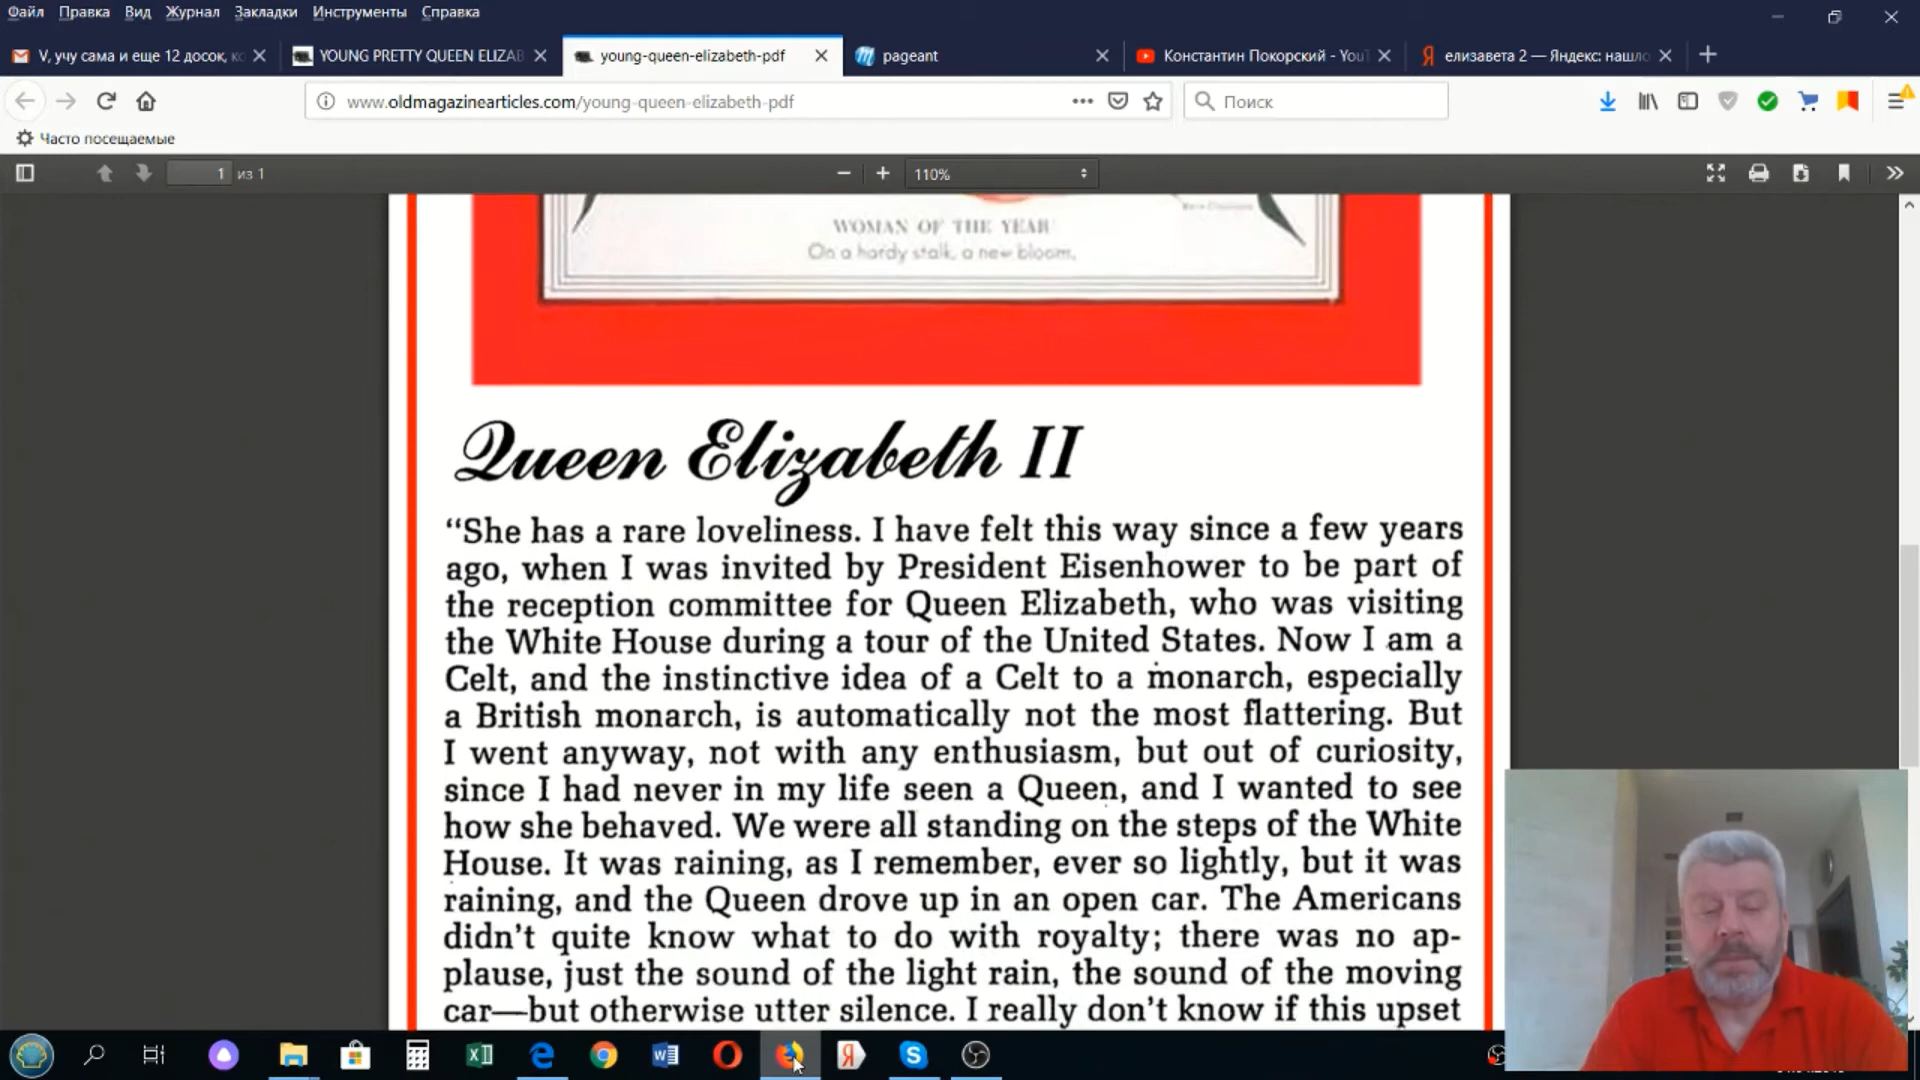 Файл Правка Вид Журнал Закладки Инструменты Справка
V, учу сама и еще 12 досок, ко
YOUNG PRETTY QUEEN ELIZAB
young-queen-elizabeth-pdf
pageant
Константин Покорский - YouT
елизавета 2 — Яндекс: нашло
www.oldmagazinearticles.com/young-queen-elizabeth-pdf
Поиск
Часто посещаемые
1 из 1
110%
WOMAN OF THE YEAR
On a hardy stalk, a new bloom.
Queen Elizabeth II
“She has a rare loveliness. I have felt this way since a few years
ago, when I was invited by President Eisenhower to be part of
the reception committee for Queen Elizabeth, who was visiting
the White House during a tour of the United States. Now I am a
Celt, and the instinctive idea of a Celt to a monarch, especially
a British monarch, is automatically not the most flattering. But
I went anyway, not with any enthusiasm, but out of curiosity,
since I had never in my life seen a Queen, and I wanted to see
how she behaved. We were all standing on the steps of the White
House. It was raining, as I remember, ever so lightly, but it was
raining, and the Queen drove up in an open car. The Americans
didn't quite know what to do with royalty; there was no ap-
plause, just the sound of the light rain, the sound of the moving
car—but otherwise utter silence. I really don't know if this upset